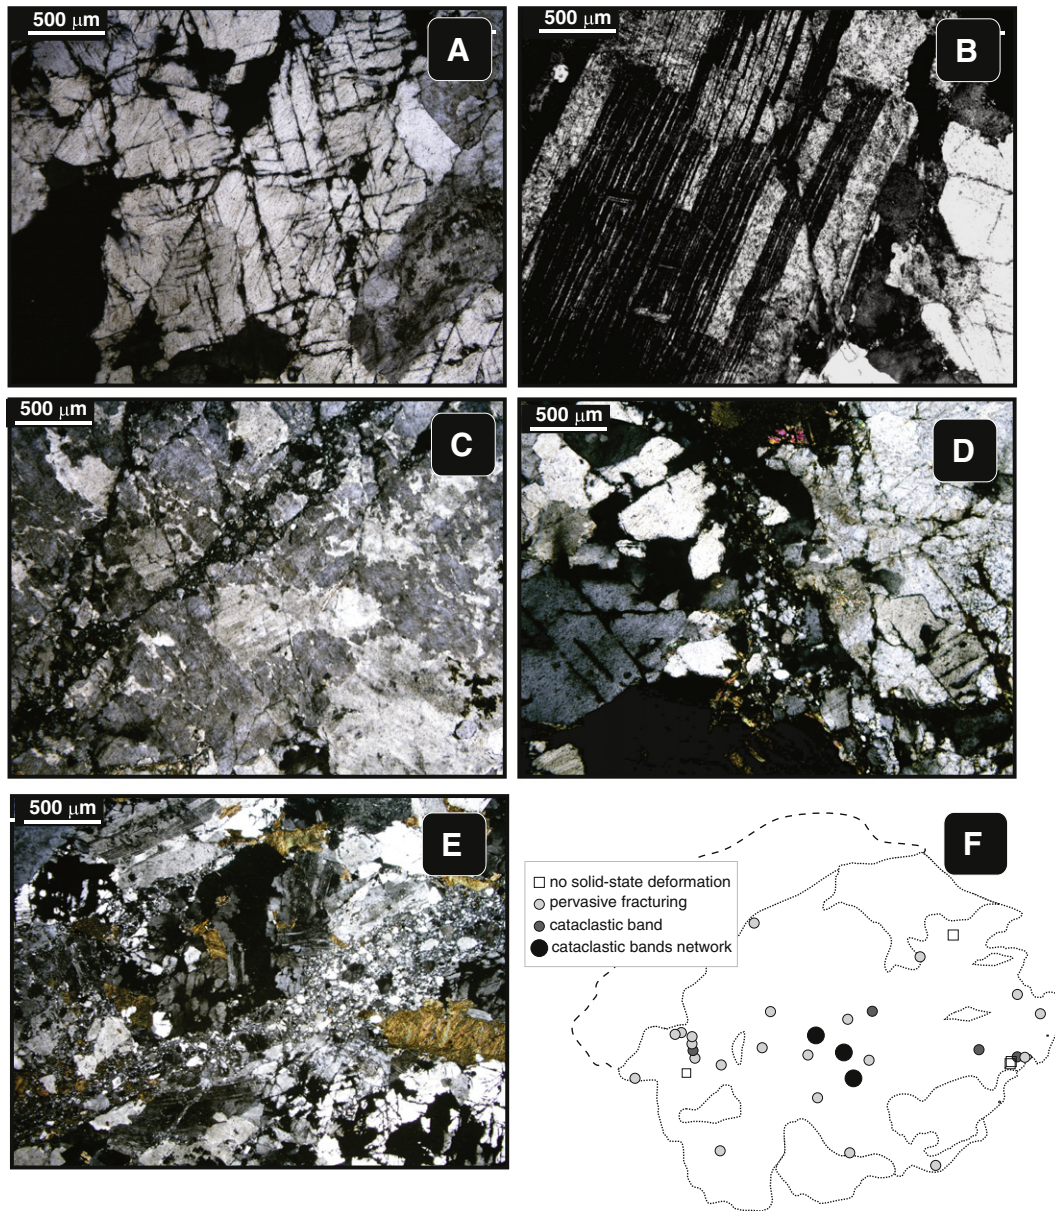 500 µm
A
500 µm
B
500 µm
C
500 µm
D
500 µm
E
F
no solid-state deformation
pervasive fracturing
cataclastic band
cataclastic bands network